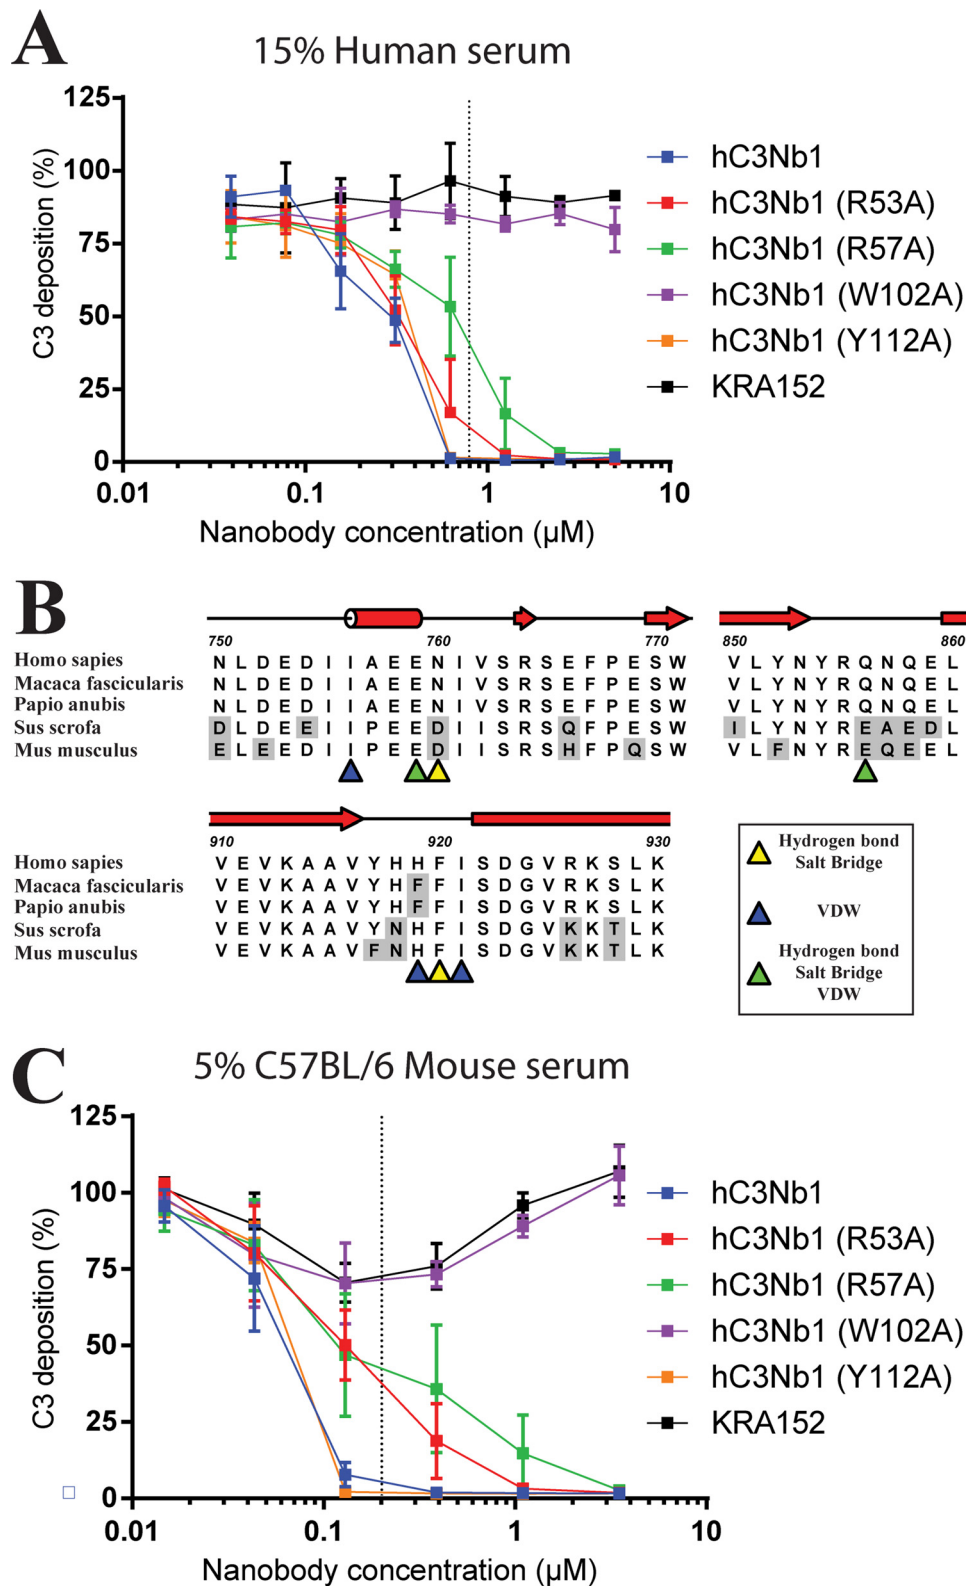 A
15% Human serum
125
100
75
50
25
0
C3 deposition (%)
0.01
0.1
1
10
Nanobody concentration (µM)
hC3Nb1
hC3Nb1 (R53A)
hC3Nb1 (R57A)
hC3Nb1 (W102A)
hC3Nb1 (Y112A)
KRA152
B
750 760 770 850 860
Homo sapies N L D E D I I A E E N I V S R S E F P E S W V L Y N Y R Q N Q E L
Macaca fascicularis N L D E D I I A E E N I V S R S E F P E S W V L Y N Y R Q N Q E L
Papio anubis N L D E D I I A E E N I V S R S E F P E S W V L Y N Y R Q N Q E L
Sus scrofa D L D E E I I P E E D I I S R S Q F P E S W I L Y N Y R E A E D L
Mus musculus E L E E D I I P E E D I I S R S H F P Q S W V L F N Y R E Q E E L
910 920 930
Homo sapies V E V K A A V Y H H F I S D G V R K S L K
Macaca fascicularis V E V K A A V Y H F F I S D G V R K S L K
Papio anubis V E V K A A V Y H F F I S D G V R K S L K
Sus scrofa V E V K A A V Y N H F I S D G V K K T L K
Mus musculus V E V K A A V F N H F I S D G V K K T L K
Hydrogen bond
Salt Bridge
VDW
Hydrogen bond
Salt Bridge
VDW
C
5% C57BL/6 Mouse serum
125
100
75
50
25
0
C3 deposition (%)
0.01
0.1
1
10
Nanobody concentration (µM)
hC3Nb1
hC3Nb1 (R53A)
hC3Nb1 (R57A)
hC3Nb1 (W102A)
hC3Nb1 (Y112A)
KRA152